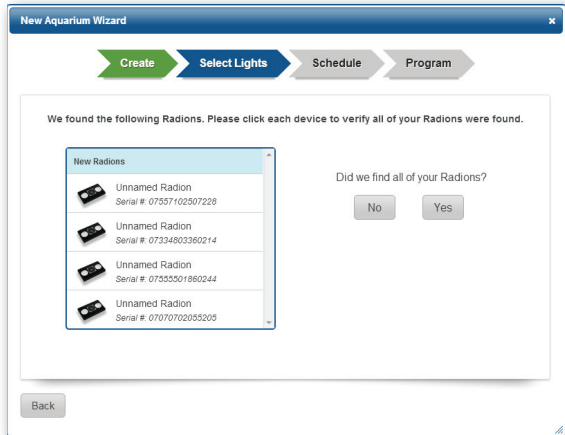 New Aquarium Wizard
×
Create
Select Lights
Schedule
Program
We found the following Radions. Please click each device to verify all of your Radions were found.
New Radions
Unnamed Radion
Serial #: 07557102507228
Unnamed Radion
Serial #: 07334803360214
Unnamed Radion
Serial #: 07555501860244
Unnamed Radion
Serial #: 07070702055205
Did we find all of your Radions?
No
Yes
Back